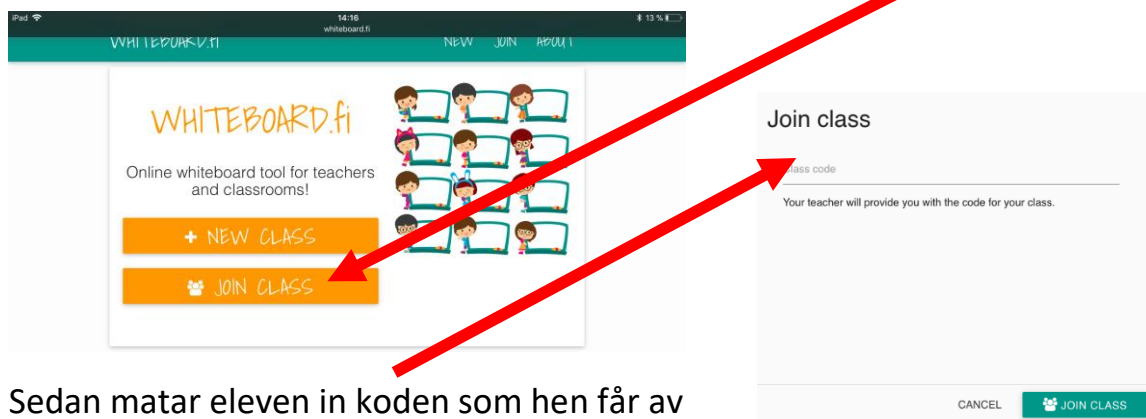 iPad 14:16 13 %
whiteboard.fi
WHITEBOARD.fi NEW JOIN ABOUT
WHITEBOARD.fi
Online whiteboard tool for teachers
and classrooms!
+ NEW CLASS
JOIN CLASS
Join class
Class code
Your teacher will provide you with the code for your class.
CANCEL JOIN CLASS
Sedan matar eleven in koden som hen får av